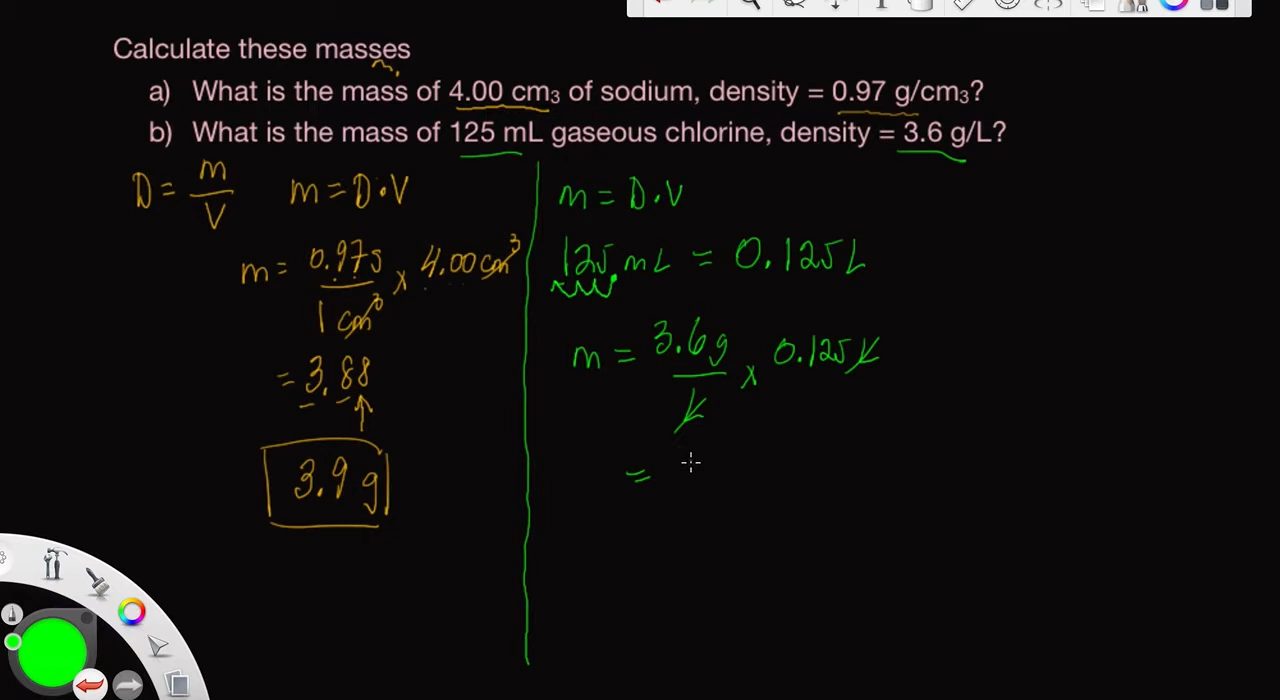 Calculate these masses
m.
a) What is the mass of 4.00 cm3 of sodium, density = 0.97 g/cm3?
b) What is the mass of 125 mL gaseous chlorine, density = 3.6 g/L?
D = m/V m = D·V
m = 0.97g/1 cm³ × 4.00 cm³
= 3.88
3.9 g
m = D·V
125 mL = 0.125L
m = 3.6g/L × 0.125L
=